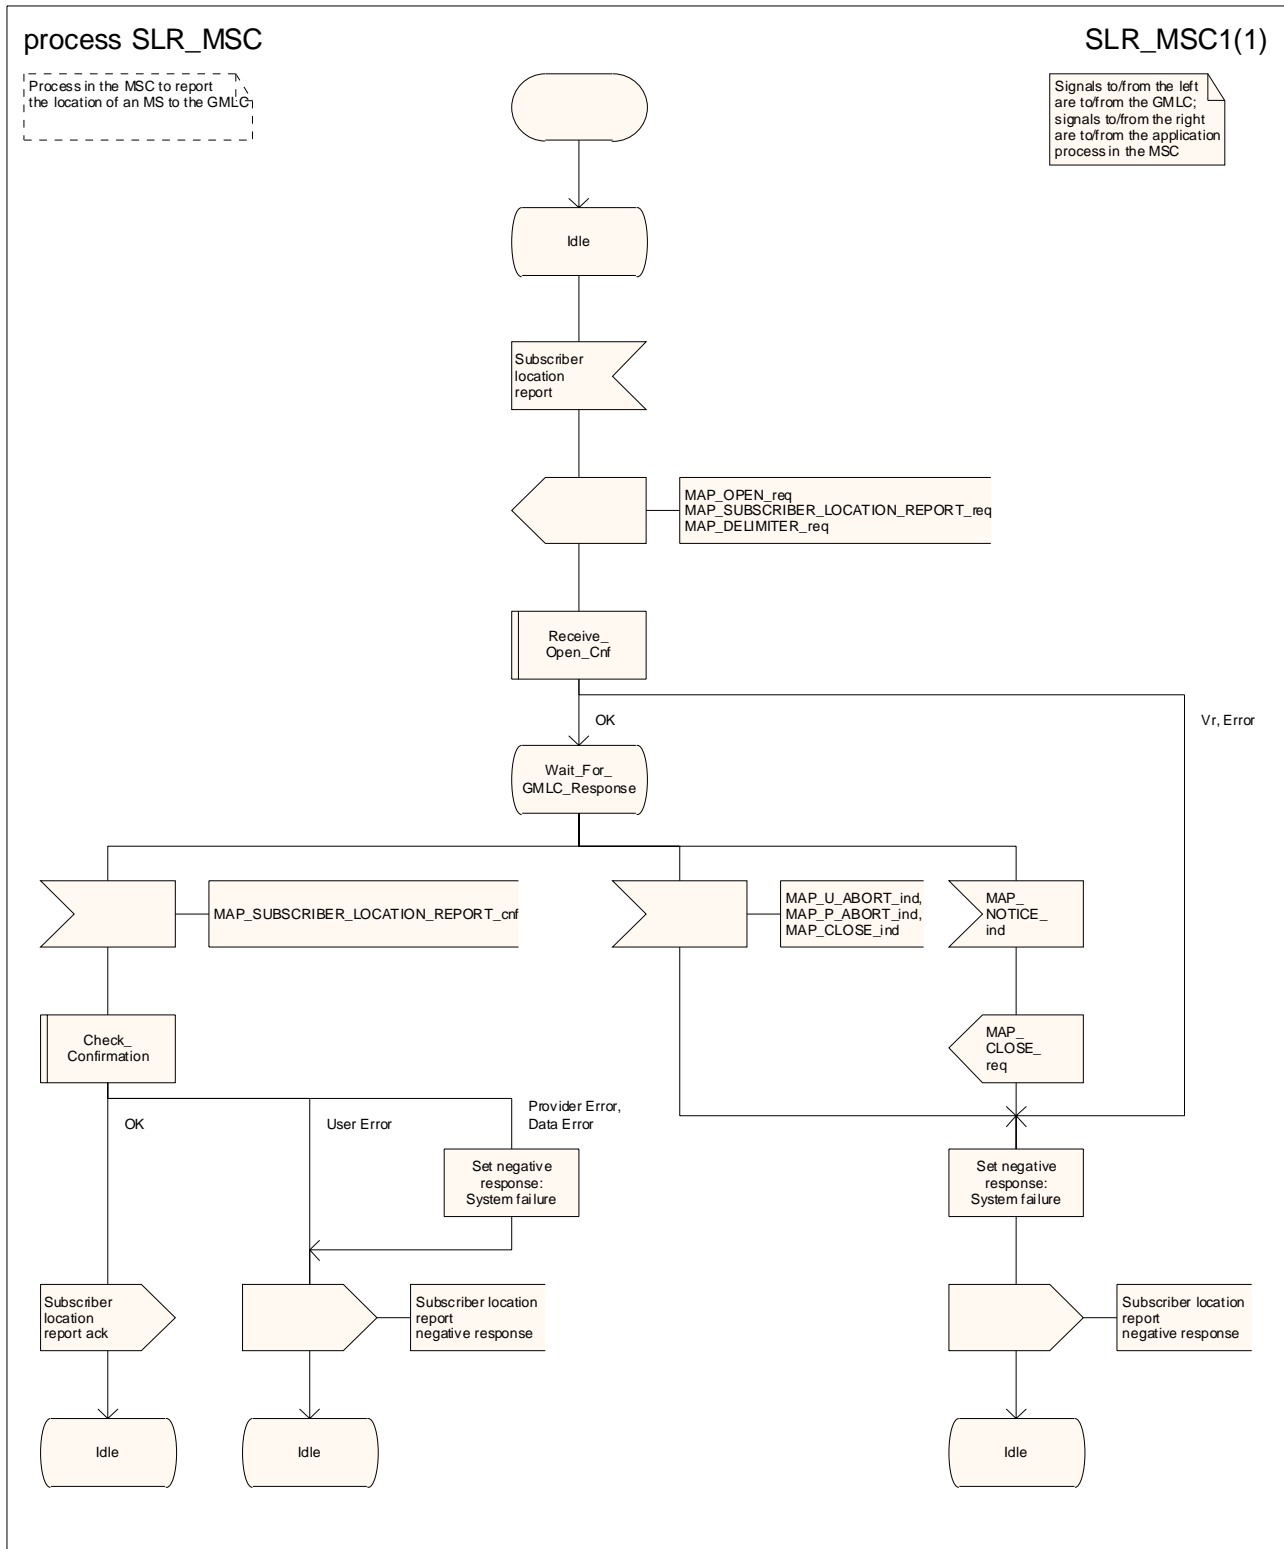 process SLR_MSC
SLR_MSC1(1)
Process in the MSC to report
the location of an MS to the GMLC
Signals to/from the left
are to/from the GMLC;
signals to/from the right
are to/from the application
process in the MSC
Idle
Subscriber
location
report
MAP_OPEN_req
MAP_SUBSCRIBER_LOCATION_REPORT_req
MAP_DELIMITER_req
Receive_
Open_Cnf
OK
Vr, Error
Wait_For_
GMLC_Response
MAP_SUBSCRIBER_LOCATION_REPORT_cnf
MAP_U_ABORT_ind,
MAP_P_ABORT_ind,
MAP_CLOSE_ind
MAP_
NOTICE_
ind
Check_
Confirmation
MAP_
CLOSE_
req
OK
User Error
Provider Error,
Data Error
Set negative
response:
System failure
Set negative
response:
System failure
Subscriber
location
report ack
Subscriber location
report
negative response
Subscriber location
report
negative response
Idle
Idle
Idle